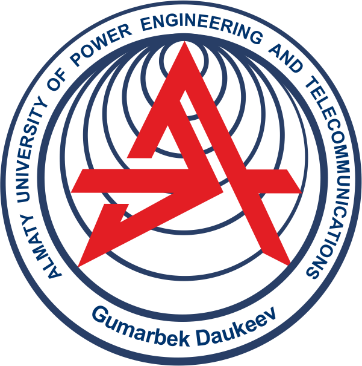 ALMATY UNIVERSITY OF POWER ENGINEERING AND TELECOMMUNICATIONS
Gumarbek Daukeev